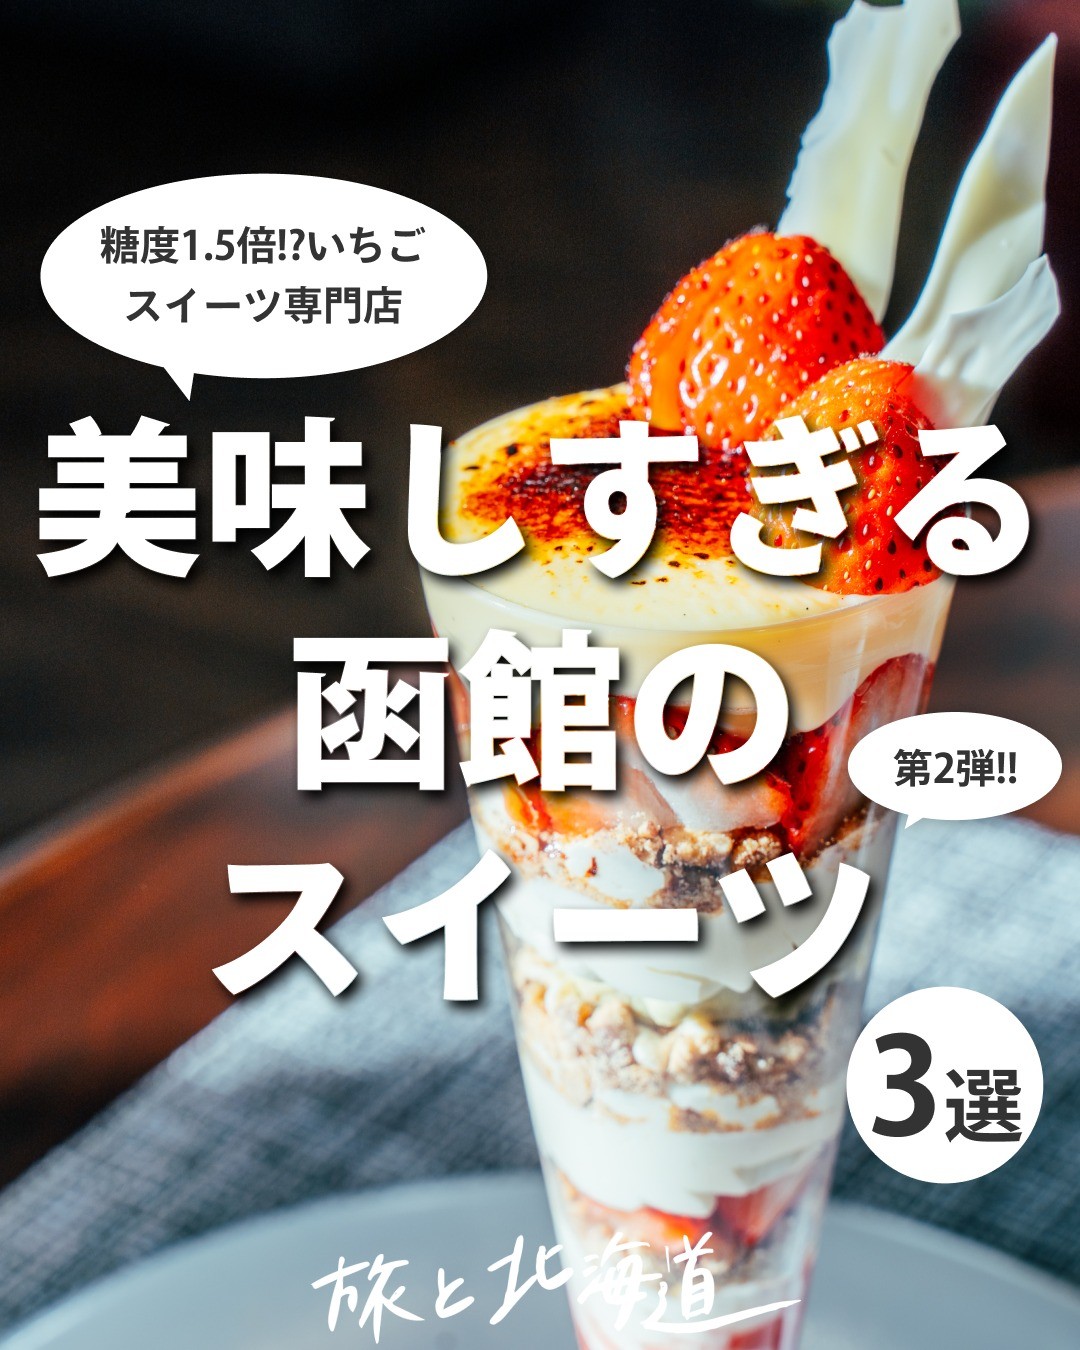 糖度1.5倍!?いちご
スイーツ専門店
美味しすぎる
函館の
第2弾!!
スイーツ
3選
旅と北海道